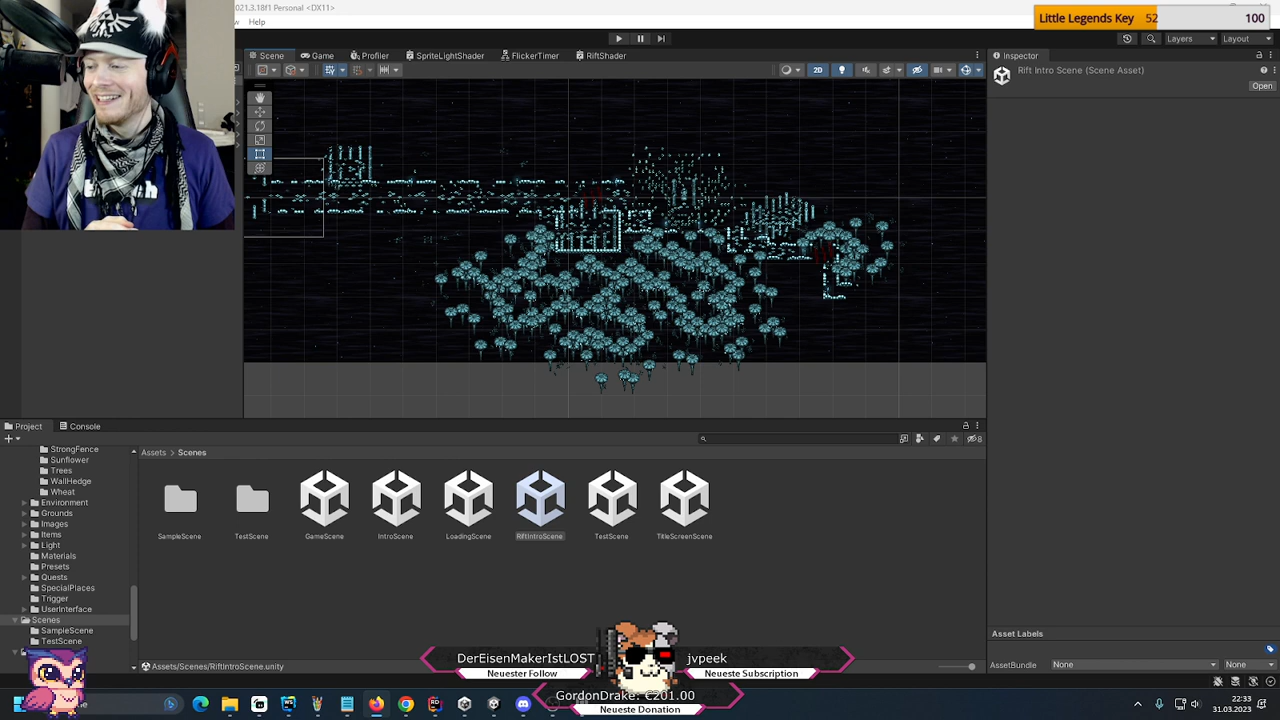 021.3.18f1 Personal <DX11>
Help
Little Legends Key 52 100
Layers Layout
Scene Game Profiler SpriteLightShader FlickerTimer RiftShader
Inspector
2D
Rift Intro Scene (Scene Asset)
Open
Project Console
8
StrongFence
Sunflower
Trees
WallHedge
Wheat
Environment
Grounds
Images
Items
Light
Materials
Presets
Quests
SpecialPlaces
Trigger
UserInterface
Scenes
SampleScene
TestScene
Assets > Scenes
SampleScene TestScene GameScene IntroScene LoadingScene RiftIntroScene TestScene TitleScreenScene
Assets/Scenes/RiftIntroScene.unity
Asset Labels
AssetBundle None None
DerEisenMakerIstLOST
Neuester Follow
jvpeek
Neueste Subscription
GordonDrake: €201.00
Neueste Donation
22:33
31.03.2023